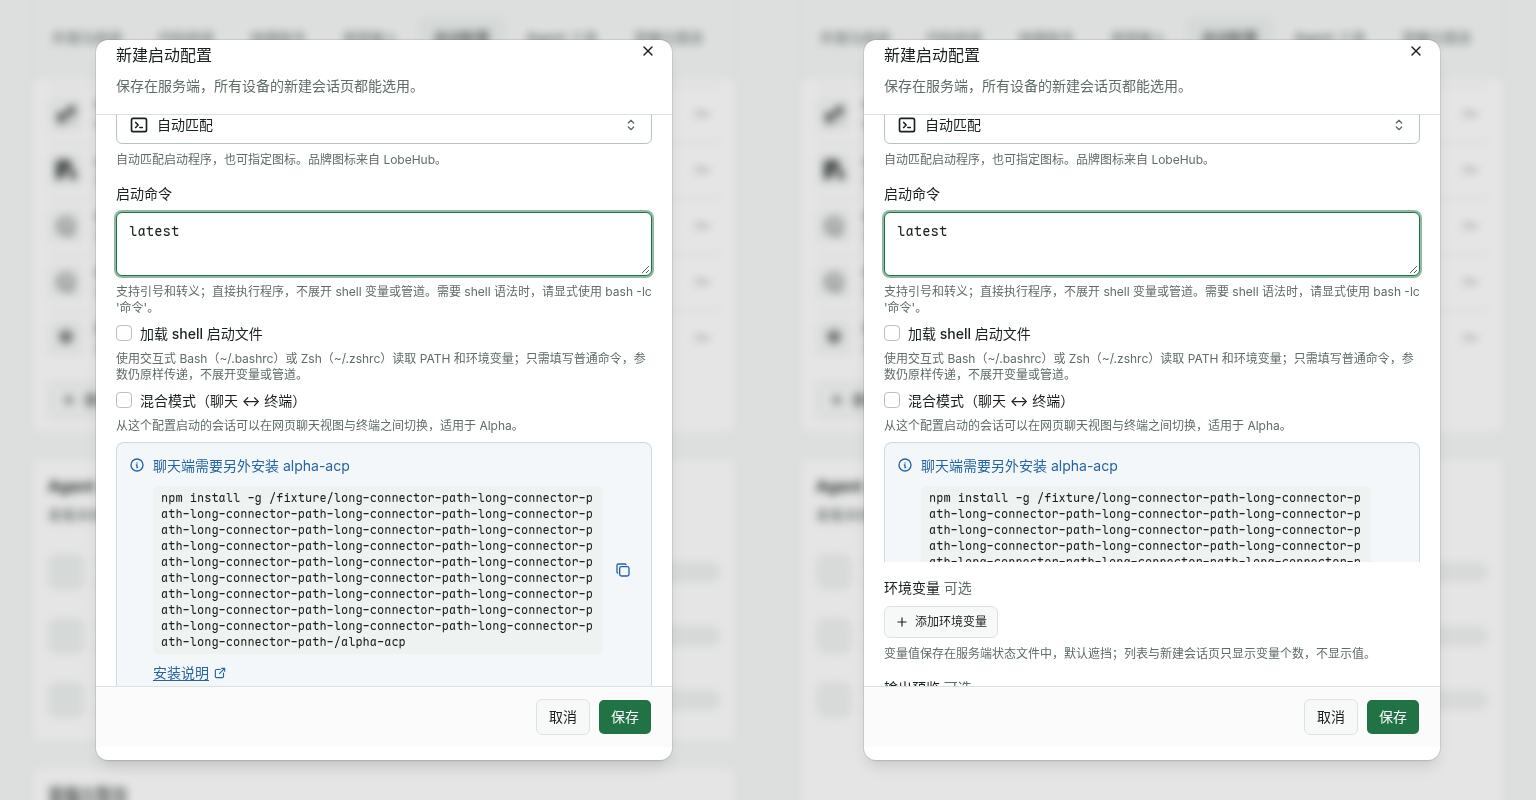 新建启动配置
保存在服务端，所有设备的新建会话页都能选用。
自动匹配
自动匹配启动程序，也可指定图标。品牌图标来自 LobeHub。
启动命令
latest
支持引号和转义；直接执行程序，不展开 shell 变量或管道。需要 shell 语法时，请显式使用 bash -lc
'命令'。
加载 shell 启动文件
使用交互式 Bash（~/.bashrc）或 Zsh（~/.zshrc）读取 PATH 和环境变量；只需填写普通命令，参
数仍原样传递，不展开变量或管道。
混合模式（聊天 ↔ 终端）
从这个配置启动的会话可以在网页聊天视图与终端之间切换，适用于 Alpha。
聊天端需要另外安装 alpha-acp
npm install -g /fixture/long-connector-path-long-connector-p
ath-long-connector-path-long-connector-path-long-connector-p
ath-long-connector-path-long-connector-path-long-connector-p
ath-long-connector-path-long-connector-path-long-connector-p
ath-long-connector-path-long-connector-path-long-connector-p
ath-long-connector-path-long-connector-path-long-connector-p
ath-long-connector-path-long-connector-path-long-connector-p
ath-long-connector-path-long-connector-path-long-connector-p
ath-long-connector-path-long-connector-path-long-connector-p
ath-long-connector-path-/alpha-acp
安装说明
取消
保存
新建启动配置
保存在服务端，所有设备的新建会话页都能选用。
自动匹配
自动匹配启动程序，也可指定图标。品牌图标来自 LobeHub。
启动命令
latest
支持引号和转义；直接执行程序，不展开 shell 变量或管道。需要 shell 语法时，请显式使用 bash -lc
'命令'。
加载 shell 启动文件
使用交互式 Bash（~/.bashrc）或 Zsh（~/.zshrc）读取 PATH 和环境变量；只需填写普通命令，参
数仍原样传递，不展开变量或管道。
混合模式（聊天 ↔ 终端）
从这个配置启动的会话可以在网页聊天视图与终端之间切换，适用于 Alpha。
聊天端需要另外安装 alpha-acp
npm install -g /fixture/long-connector-path-long-connector-p
ath-long-connector-path-long-connector-path-long-connector-p
ath-long-connector-path-long-connector-path-long-connector-p
ath-long-connector-path-long-connector-path-long-connector-p
ath-long-connector-path-long-connector-path-long-connector-p
环境变量 可选
添加环境变量
变量值保存在服务端状态文件中，默认遮挡；列表与新建会话页只显示变量个数，不显示值。
取消
保存